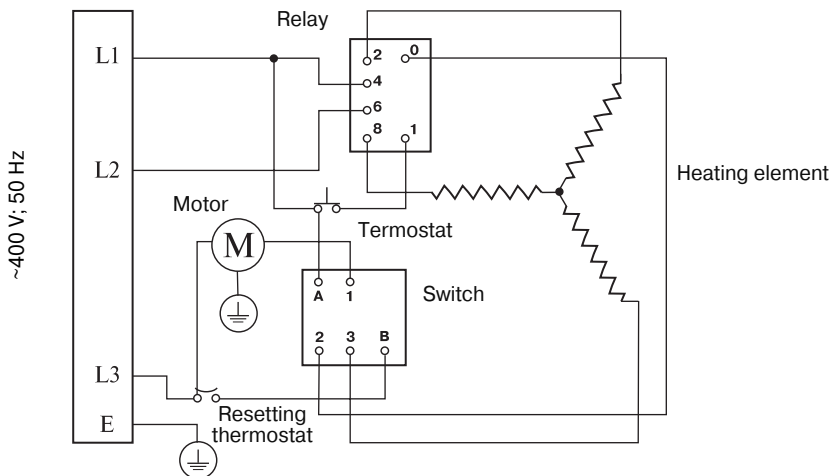 Relay
L1
2
0
4
6
8
1
L2
~400 V; 50 Hz
Heating element
Motor
M
Termostat
A
1
Switch
2
3
B
L3
Resetting
thermostat
E